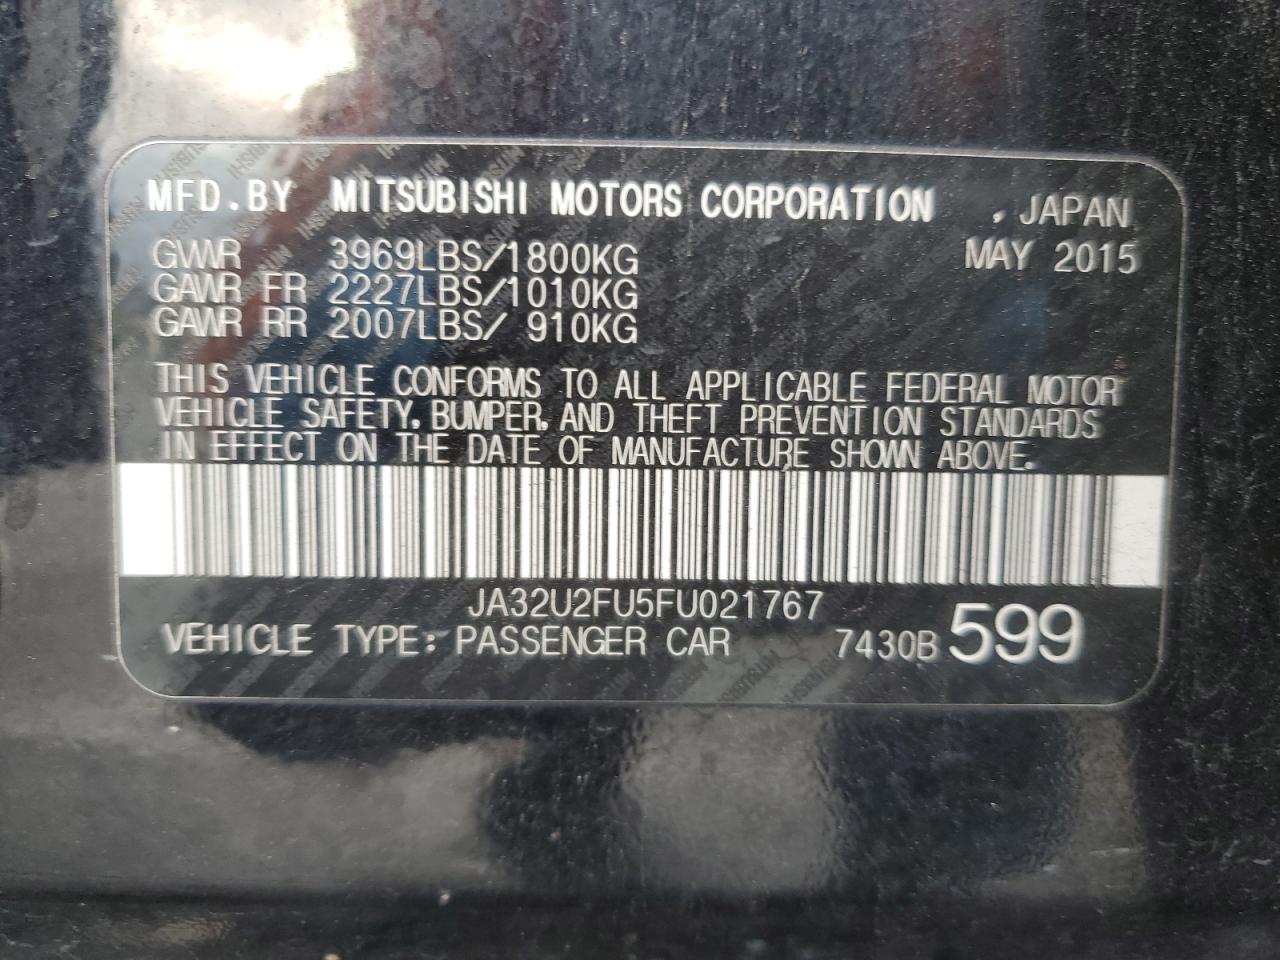 MFD.BY MITSUBISHI MOTORS CORPORATION , JAPAN
GVWR 3969LBS/1800KG MAY 2015
GAWR FR 2227LBS/1010KG
GAWR RR 2007LBS/ 910KG
THIS VEHICLE CONFORMS TO ALL APPLICABLE FEDERAL MOTOR
VEHICLE SAFETY, BUMPER, AND THEFT PREVENTION STANDARDS
IN EFFECT ON THE DATE OF MANUFACTURE SHOWN ABOVE.
JA32U2FU5FU021767
VEHICLE TYPE: PASSENGER CAR 7430B 599